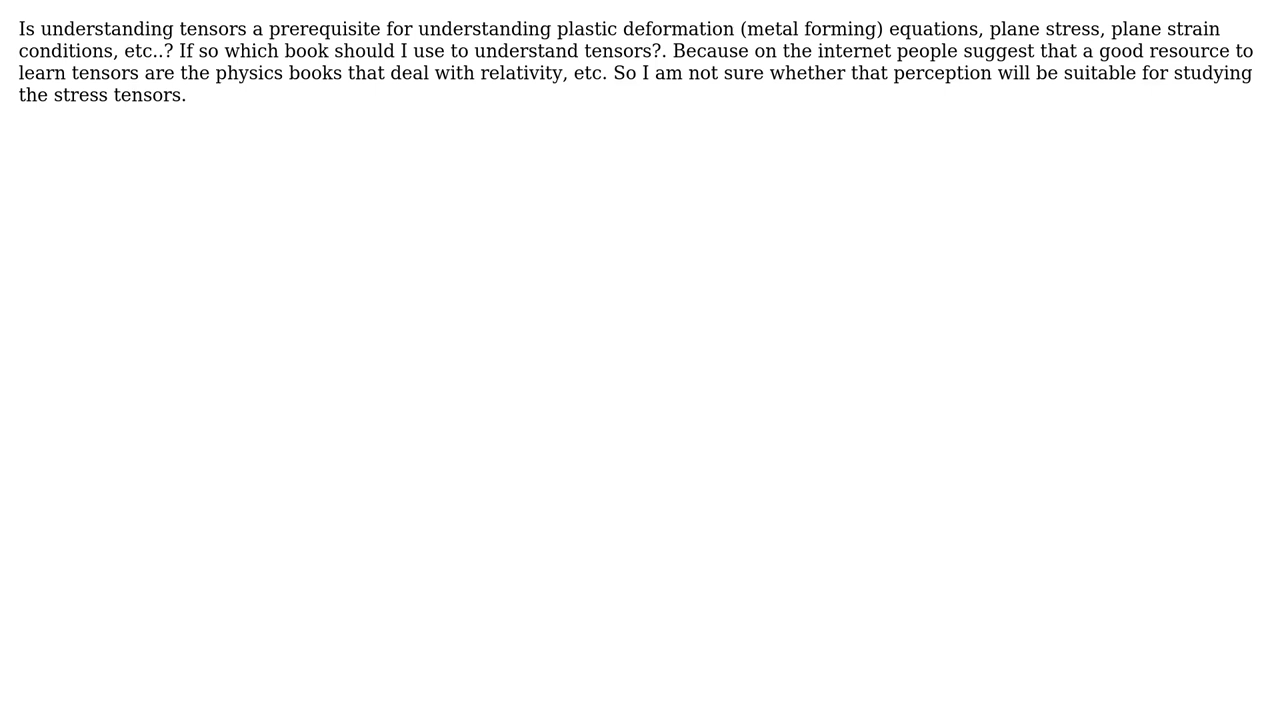 Is understanding tensors a prerequisite for understanding plastic deformation (metal forming) equations, plane stress, plane strain
conditions, etc..? If so which book should I use to understand tensors?. Because on the internet people suggest that a good resource to
learn tensors are the physics books that deal with relativity, etc. So I am not sure whether that perception will be suitable for studying
the stress tensors.